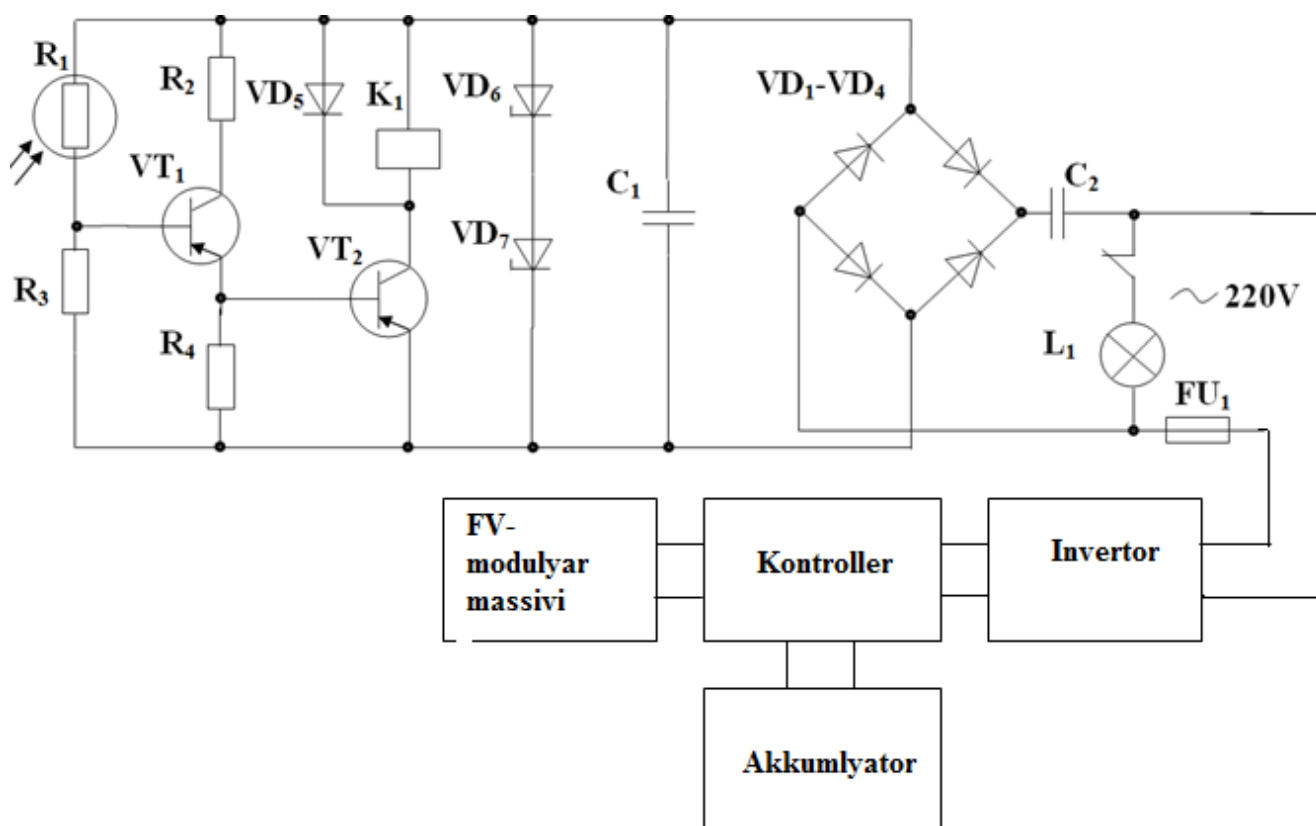 R₁
R₂
VD₅
K₁
VD₆
VD₁-VD₄
VT₁
C₁
C₂
VT₂
VD₇
R₃
220V
R₄
L₁
FU₁
FV-
modulyar
massivi
Kontroller
Invertor
Akkumlyator